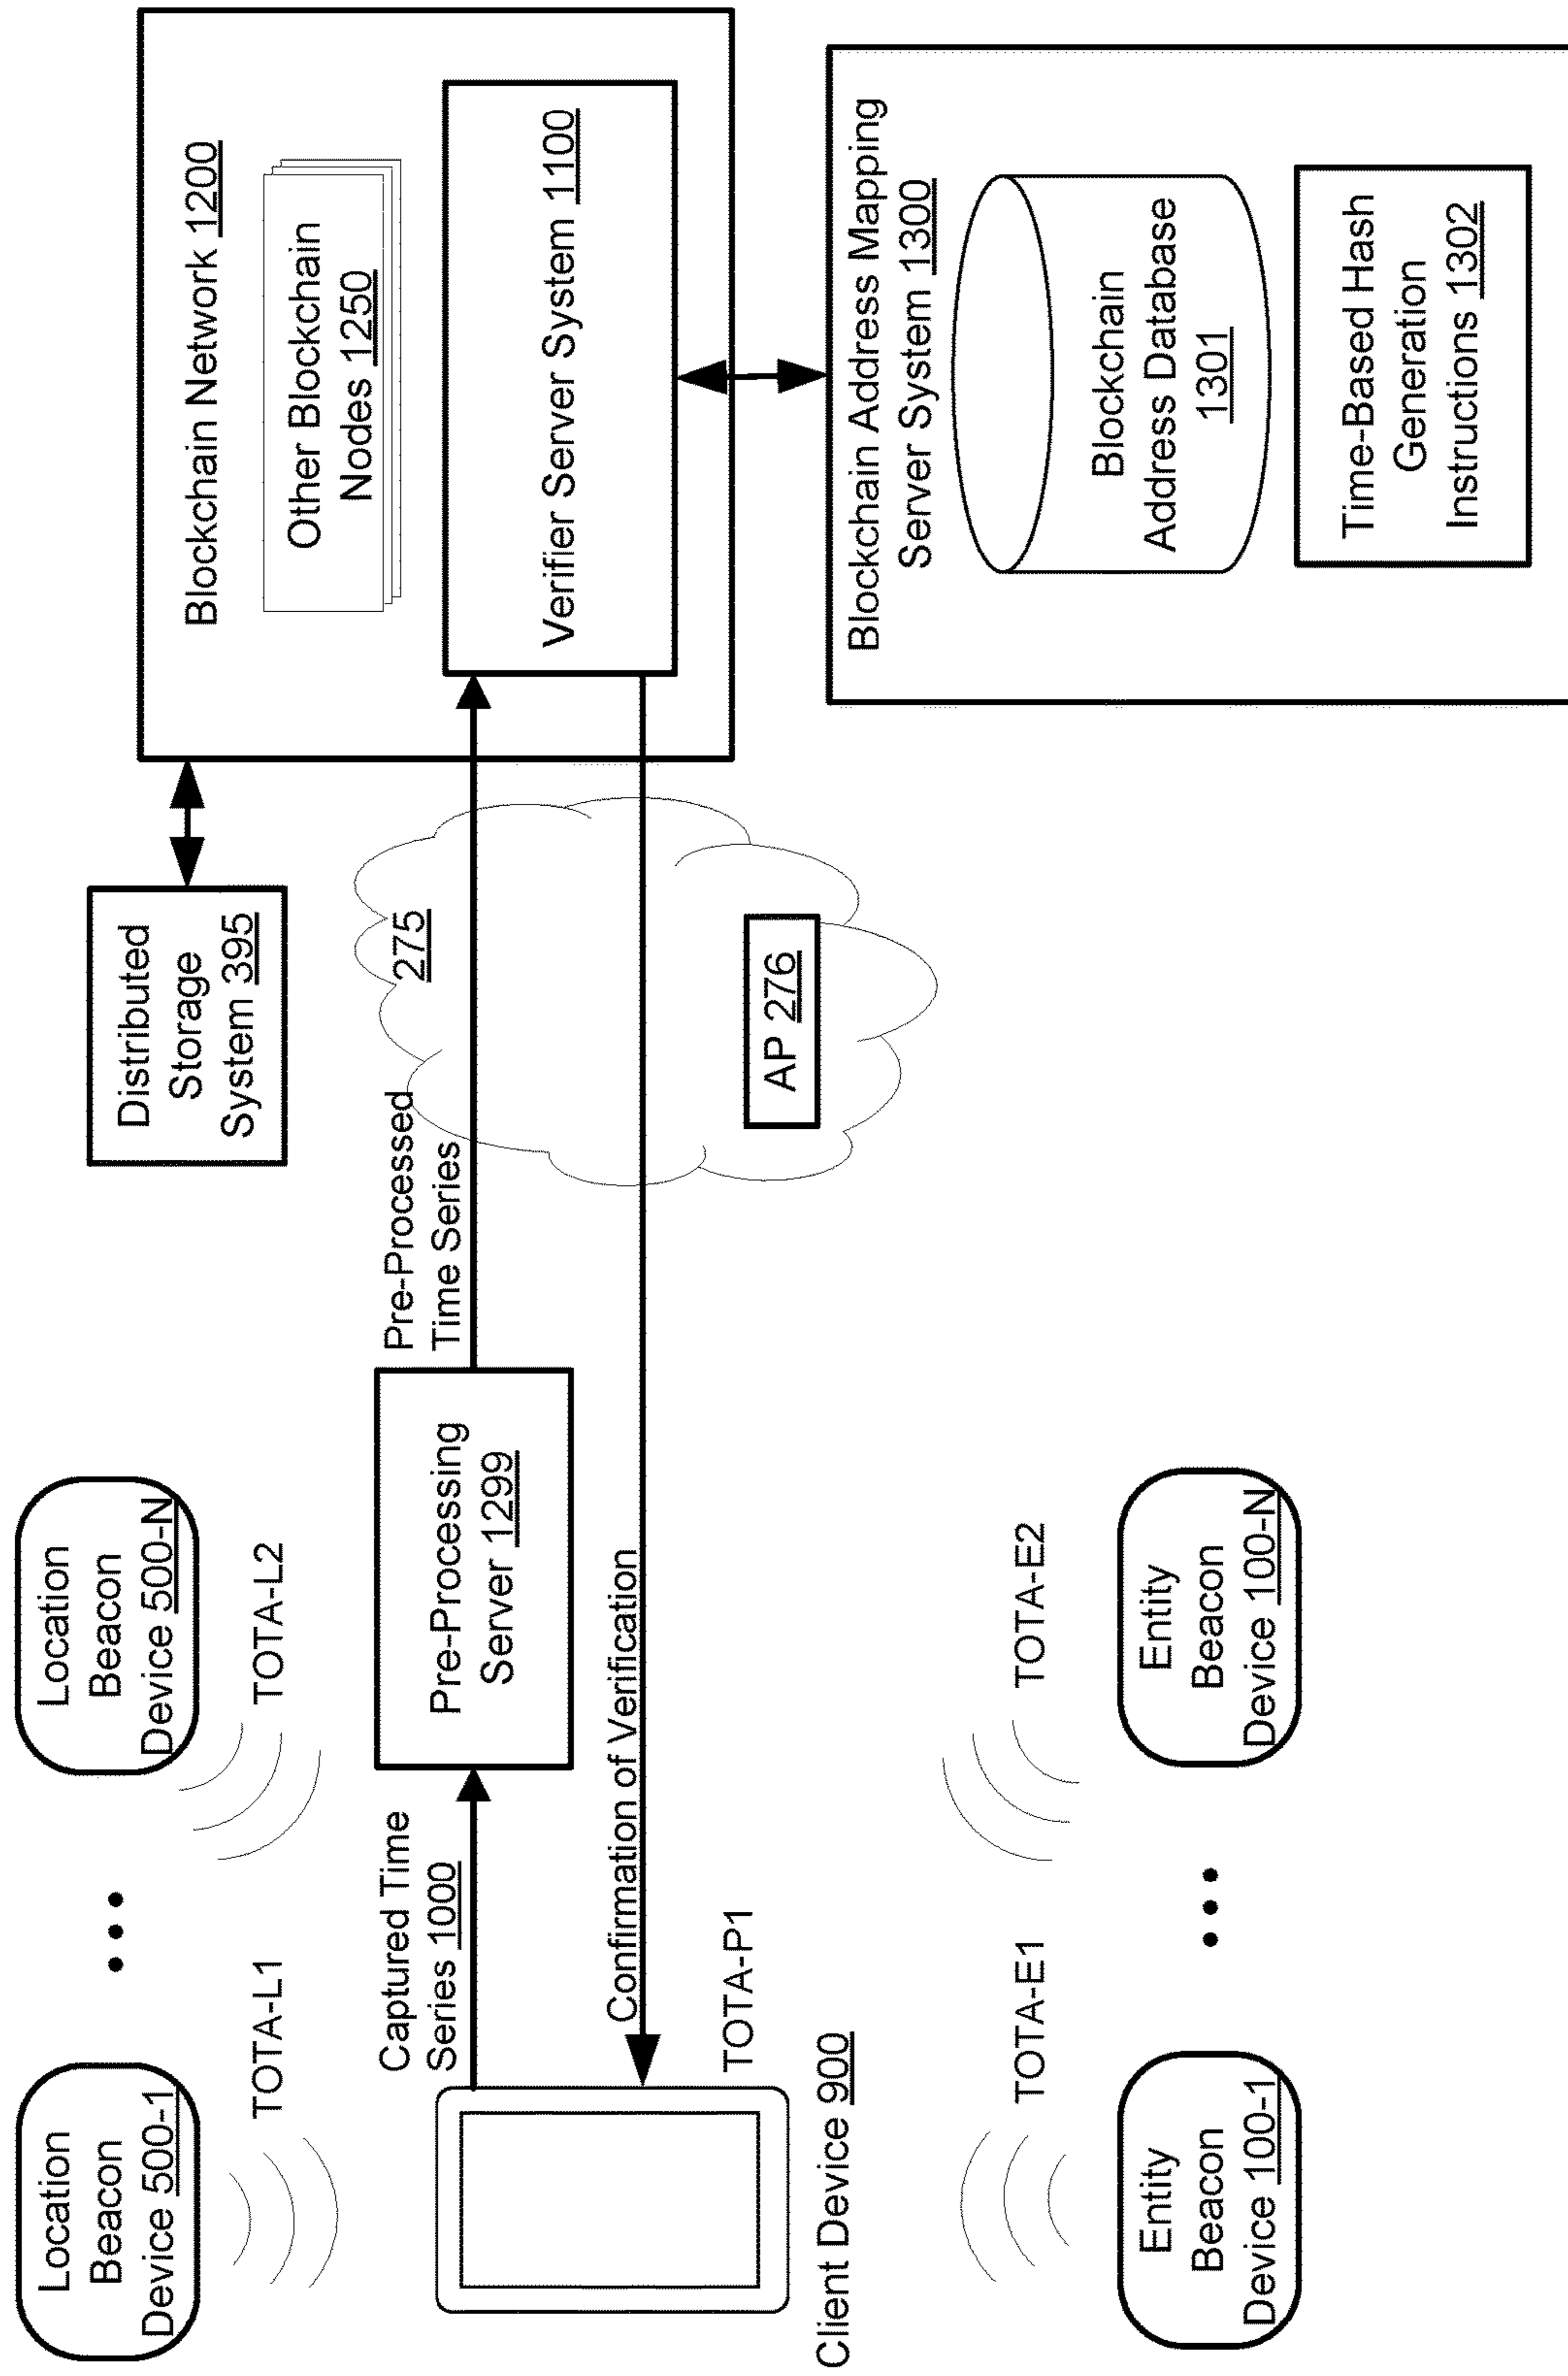 Location
Beacon
Device 500-1
Location
Beacon
Device 500-N
TOTA-L1
TOTA-L2
Distributed
Storage
System 395
Blockchain Network 1200
Other Blockchain
Nodes 1250
Verifier Server System 1100
Captured Time
Series 1000
Pre-Processing
Server 1299
Pre-Processed
Time Series
275
Confirmation of Verification
AP 276
TOTA-P1
Client Device 900
Blockchain Address Mapping
Server System 1300
Blockchain
Address Database
1301
Time-Based Hash
Generation
Instructions 1302
TOTA-E1
TOTA-E2
Entity
Beacon
Device 100-1
Entity
Beacon
Device 100-N